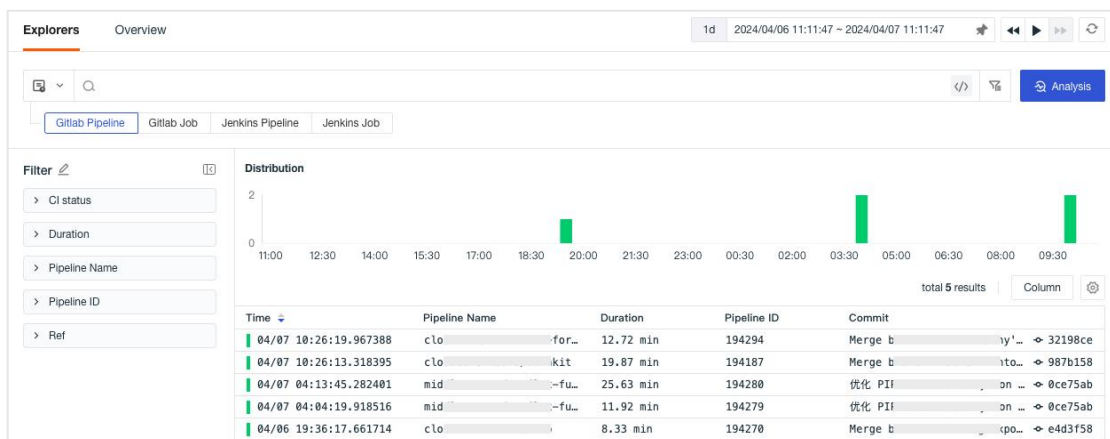 Explorers Overview 1d 2024/04/06 11:11:47 ~ 2024/04/07 11:11:47
</> Analysis
Gitlab Pipeline Gitlab Job Jenkins Pipeline Jenkins Job
Filter
CI status
Duration
Pipeline Name
Pipeline ID
Ref
Distribution
2
0
11:00 12:30 14:00 15:30 17:00 18:30 20:00 21:30 23:00 00:30 02:00 03:30 05:00 06:30 08:00 09:30
total 5 results Column
Time Pipeline Name Duration Pipeline ID Commit
04/07 10:26:19.967388 clo for… 12.72 min 194294 Merge 32198ce
04/07 10:26:13.318395 clo kit 19.87 min 194187 Merge 987b158
04/07 04:13:45.282401 mid -fu… 25.63 min 194280 优化 on … 0ce75ab
04/07 04:04:19.918516 mid -fu… 11.92 min 194279 优化 on … 0ce75ab
04/06 19:36:17.661714 clo 8.33 min 194270 Merge e4d3f58